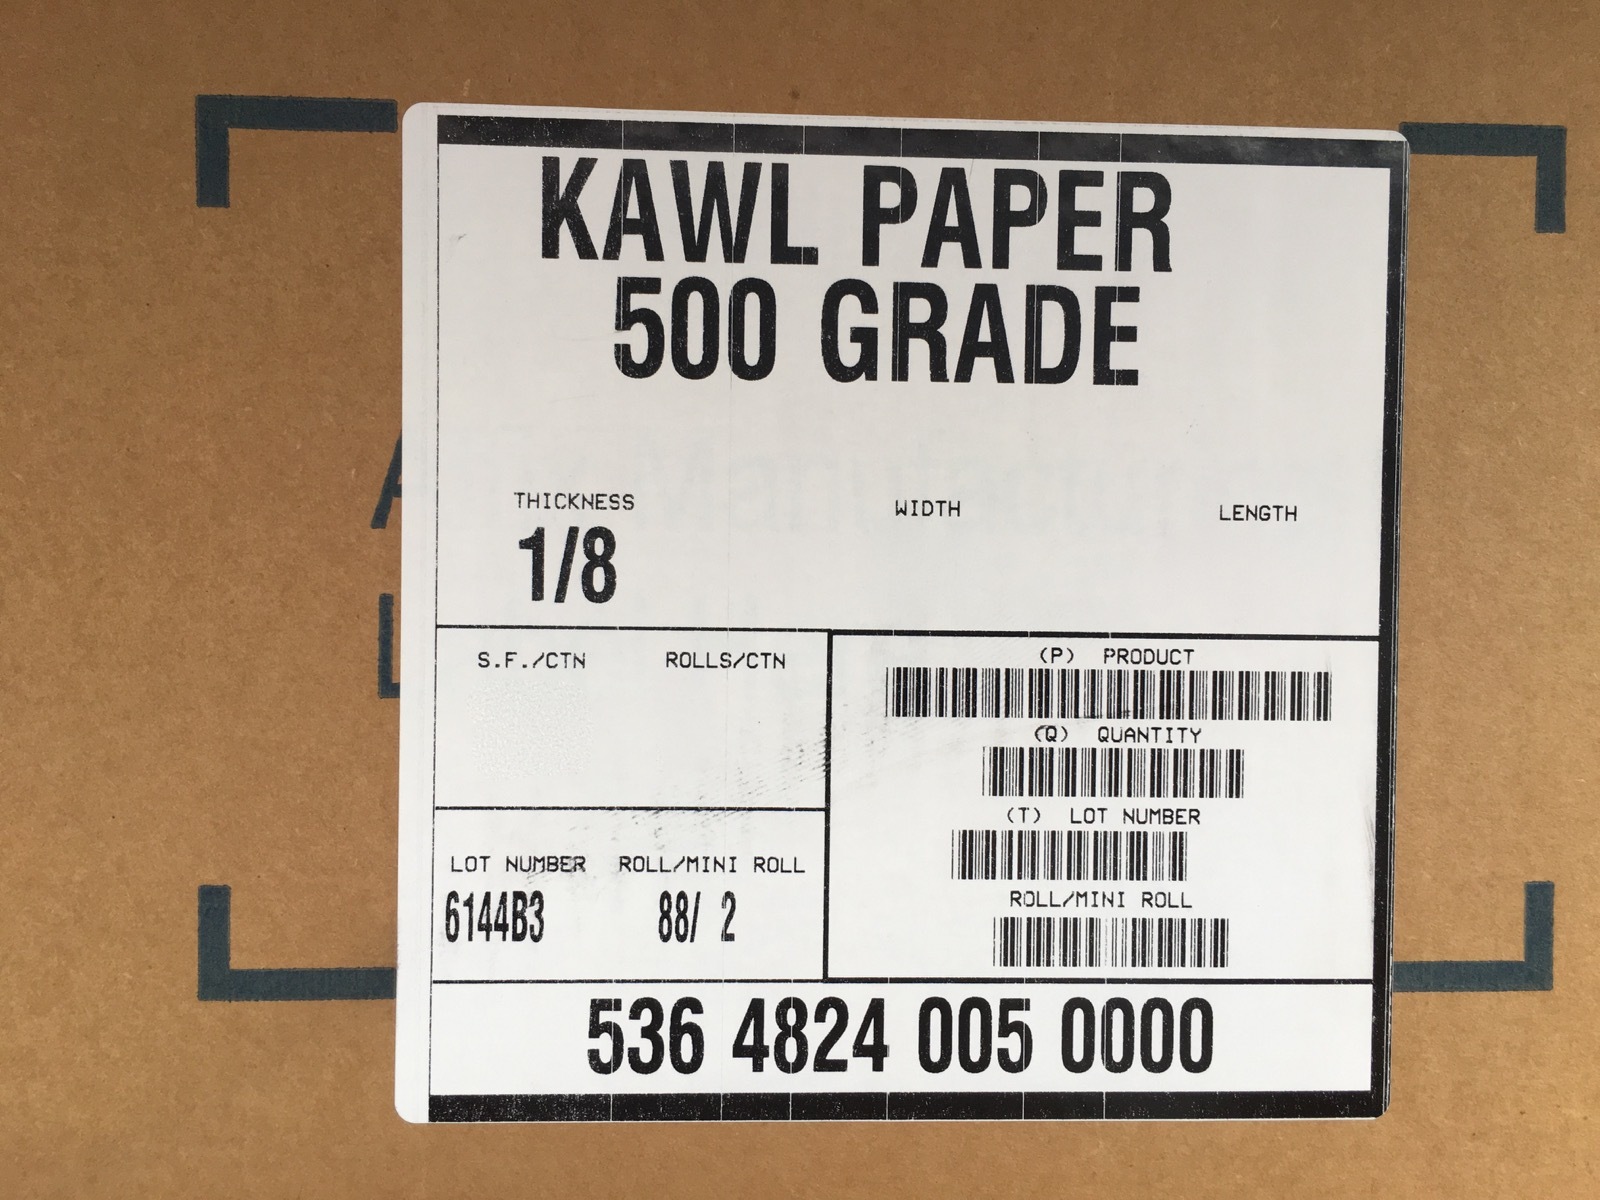 KAWL PAPER
500 GRADE
THICKNESS WIDTH LENGTH
1/8
S.F./CTN ROLLS/CTN
(P) PRODUCT
(Q) QUANTITY
(T) LOT NUMBER
LOT NUMBER ROLL/MINI ROLL
6144B3 88/ 2
ROLL/MINI ROLL
536 4824 005 0000